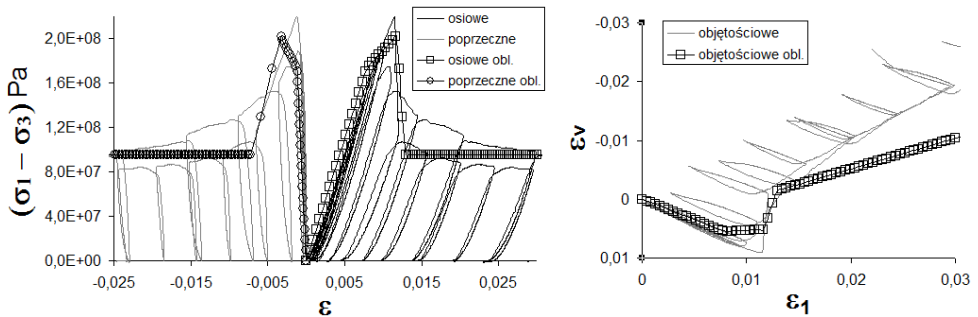 (σ1 – σ3) Pa
2,0E+08
1,6E+08
1,2E+08
8,0E+07
4,0E+07
0,0E+00
-0,025
-0,015
-0,005
0,005
0,015
0,025
ε
osiowe
poprzeczne
osiowe obl.
poprzeczne obl.
εv
-0,03
-0,02
-0,01
0
0,01
0
0,01
0,02
0,03
ε1
objętościowe
objętościowe obl.